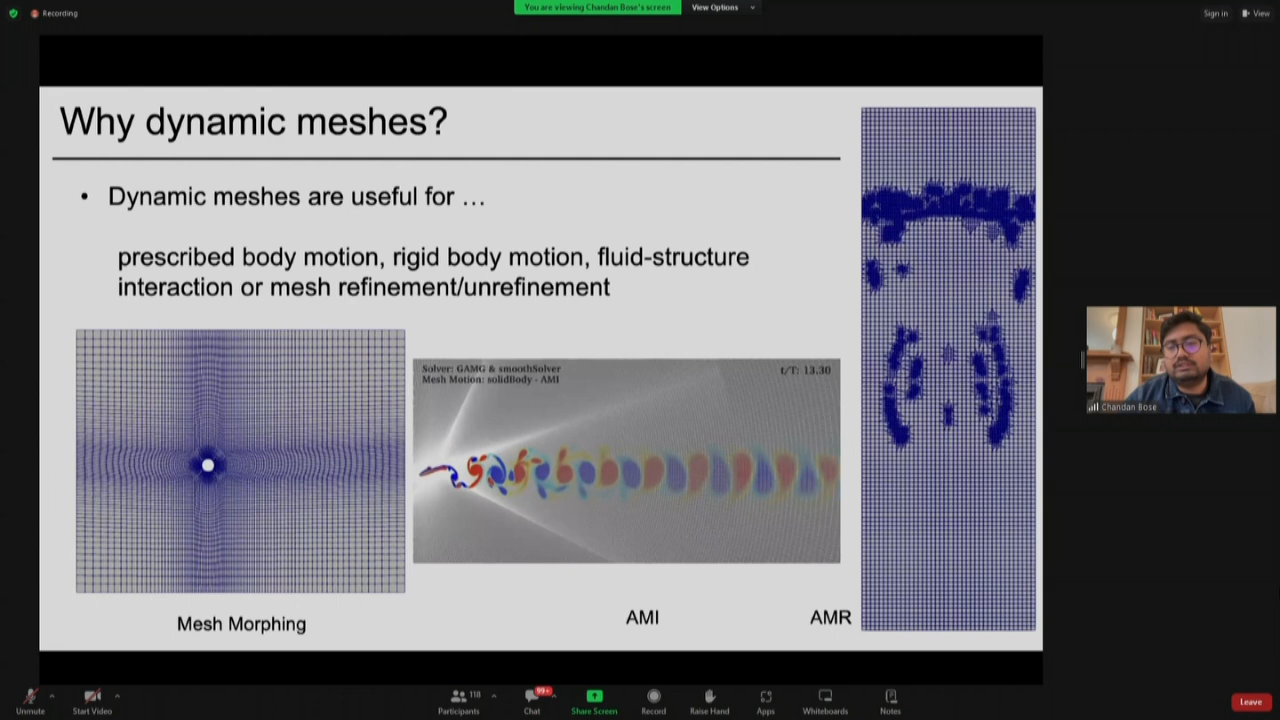 Recording
You are viewing Chandan Bose's screen
View Options
Sign in
View
Why dynamic meshes?
• Dynamic meshes are useful for …
prescribed body motion, rigid body motion, fluid-structure
interaction or mesh refinement/unrefinement
Solver: GAMG & smoothSolver
Mesh Motion: solidBody - AMI
t/T: 13.30
Mesh Morphing
AMI
AMR
Chandan Bose
Unmute
Start Video
118
Participants
99+
Chat
Share Screen
Record
Raise Hand
Apps
Whiteboards
Notes
Leave